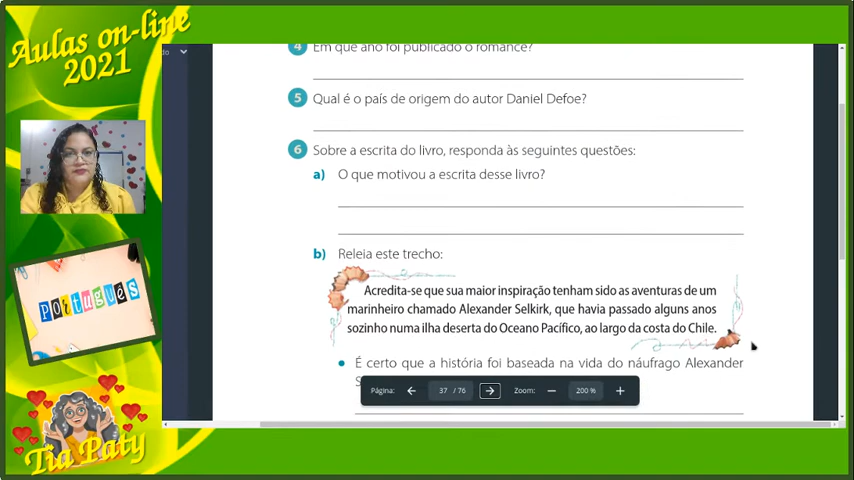 Aulas on-line
2021
Português
Tia Paty
4 Em que ano foi publicado o romance?
5 Qual é o país de origem do autor Daniel Defoe?
6 Sobre a escrita do livro, responda às seguintes questões:
a) O que motivou a escrita desse livro?
b) Releia este trecho:
Acredita-se que sua maior inspiração tenham sido as aventuras de um
marinheiro chamado Alexander Selkirk, que havia passado alguns anos
sozinho numa ilha deserta do Oceano Pacífico, ao largo da costa do Chile.
• É certo que a história foi baseada na vida do náufrago Alexander
Página: 37 / 76 Zoom: 200 %